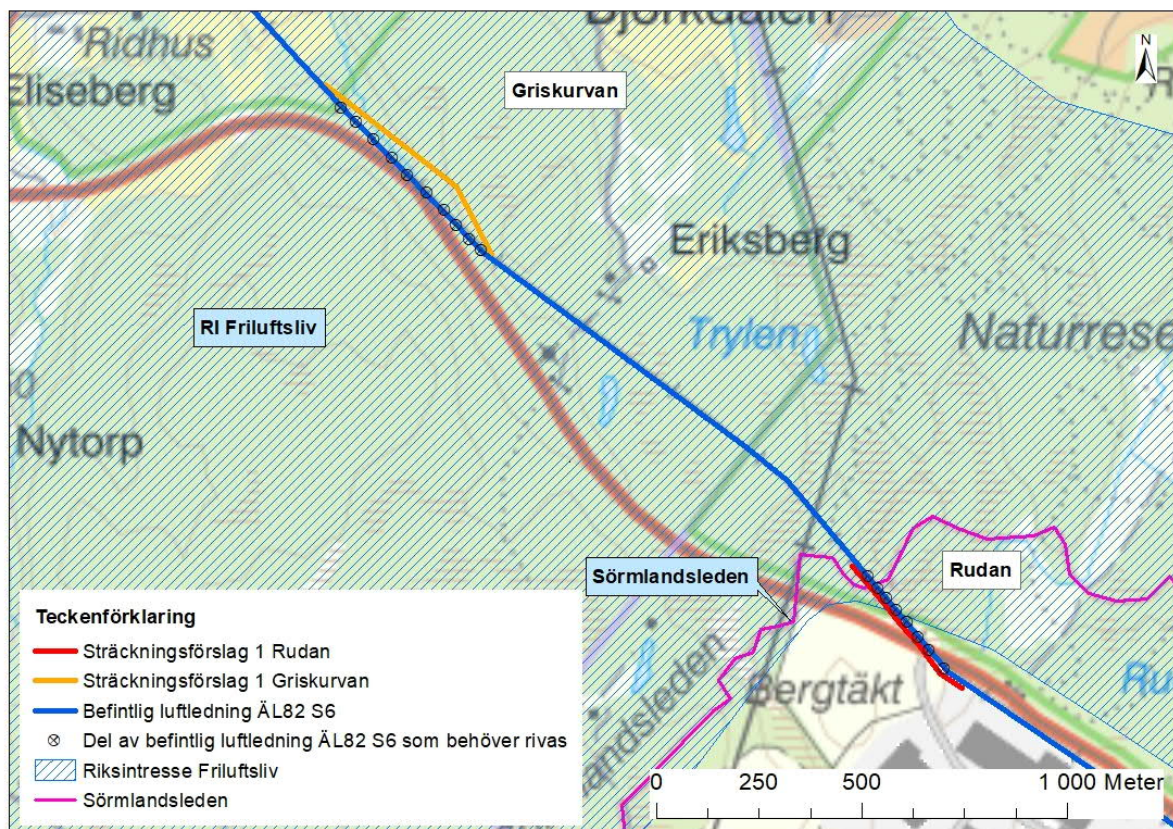 Björkdalen
Ridhus
Eliseberg
Griskurvan
N
Eriksberg
RI Friluftsliv
Trylen
Naturrese
Nytorp
Sörmlandsleden
Rudan
Teckenförklaring
Sträckningsförslag 1 Rudan
Sträckningsförslag 1 Griskurvan
Befintlig luftledning ÄL82 S6
Del av befintlig luftledning ÄL82 S6 som behöver rivas
Riksintresse Friluftsliv
Sörmlandsleden
Bergtäkt
Ru
landsleden
0 250 500 1 000 Meter